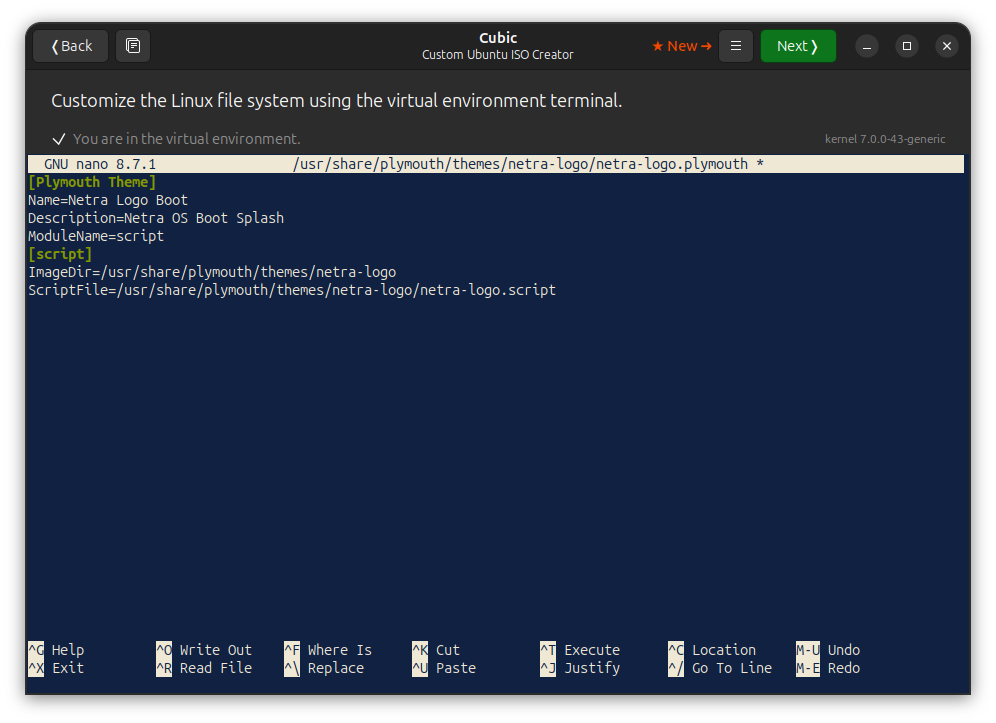 ❬Back
Cubic
Custom Ubuntu ISO Creator
★ New ➔
Next❭
Customize the Linux file system using the virtual environment terminal.
You are in the virtual environment.
kernel 7.0.0-43-generic
GNU nano 8.7.1 /usr/share/plymouth/themes/netra-logo/netra-logo.plymouth *
[Plymouth Theme]
Name=Netra Logo Boot
Description=Netra OS Boot Splash
ModuleName=script
[script]
ImageDir=/usr/share/plymouth/themes/netra-logo
ScriptFile=/usr/share/plymouth/themes/netra-logo/netra-logo.script
^G Help ^O Write Out ^F Where Is ^K Cut ^T Execute ^C Location M-U Undo
^X Exit ^R Read File ^\ Replace ^U Paste ^J Justify ^/ Go To Line M-E Redo